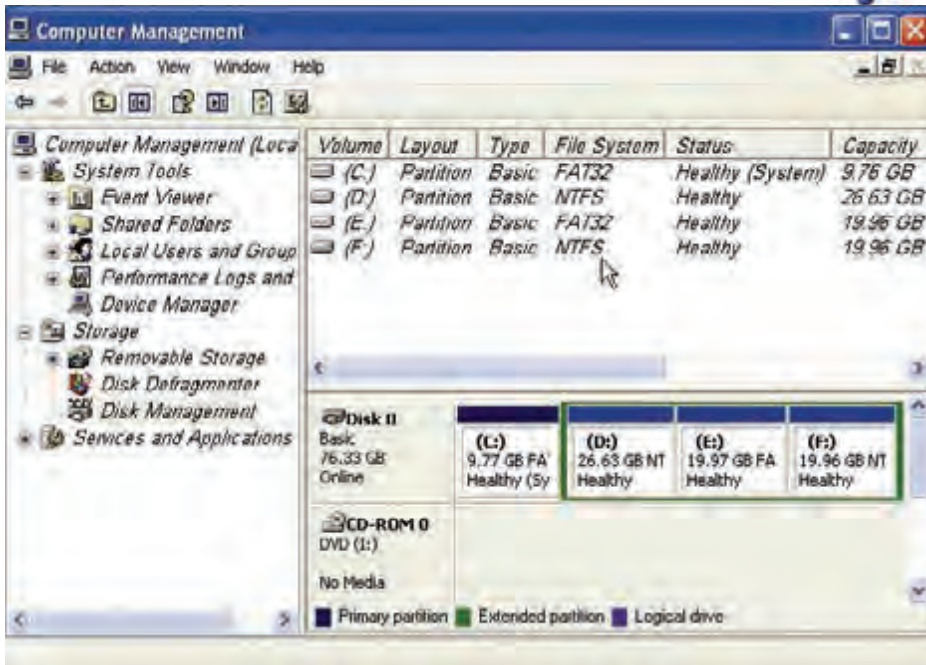 Computer Management
File Action View Window Help
Computer Management (Loca
System Tools
Event Viewer
Shared Folders
Local Users and Group
Performance Logs and
Device Manager
Storage
Removable Storage
Disk Defragmenter
Disk Management
Services and Applications
Volume Layout Type File System Status Capacity
(C:) Partition Basic FAT32 Healthy (System) 9.76 GB
(D:) Partition Basic NTFS Healthy 26.63 GB
(E:) Partition Basic FAT32 Healthy 19.96 GB
(F:) Partition Basic NTFS Healthy 19.96 GB
Disk 0
Basic
76.33 GB
Online
(C:)
9.77 GB FA
Healthy (Sy
(D:)
26.63 GB NT
Healthy
(E:)
19.97 GB FA
Healthy
(F:)
19.96 GB NT
Healthy
CD-ROM 0
DVD (I:)
No Media
Primary partition Extended partition Logical drive